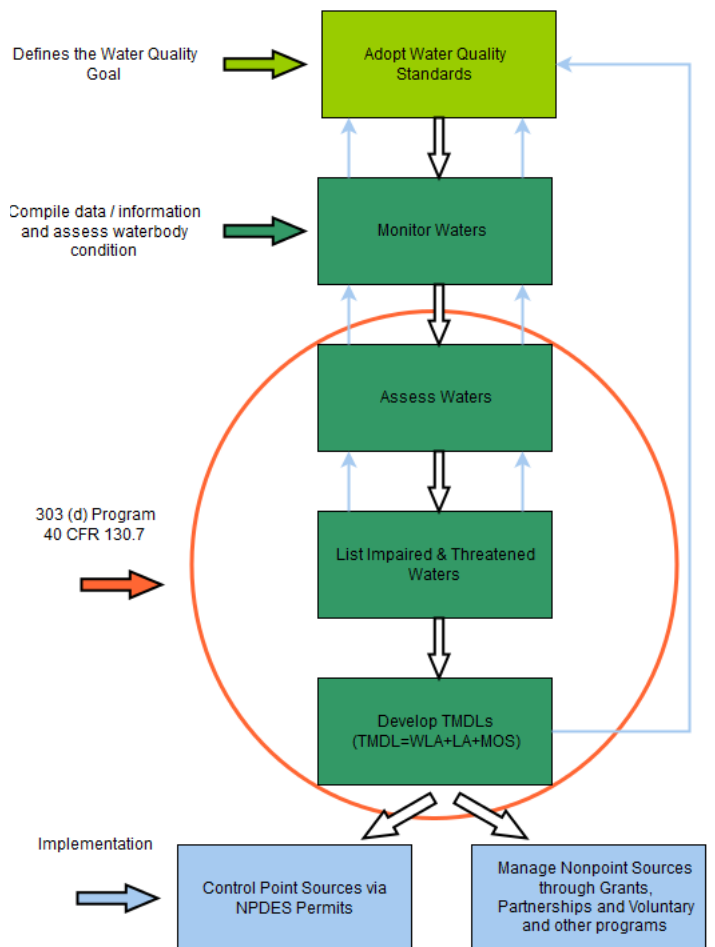 Defines the Water Quality
Goal
Adopt Water Quality
Standards
Compile data / information
and assess waterbody
condition
Monitor Waters
Assess Waters
303 (d) Program
40 CFR 130.7
List Impaired & Threatened
Waters
Develop TMDLs
(TMDL=WLA+LA+MOS)
Implementation
Control Point Sources via
NPDES Permits
Manage Nonpoint Sources
through Grants,
Partnerships and Voluntary
and other programs